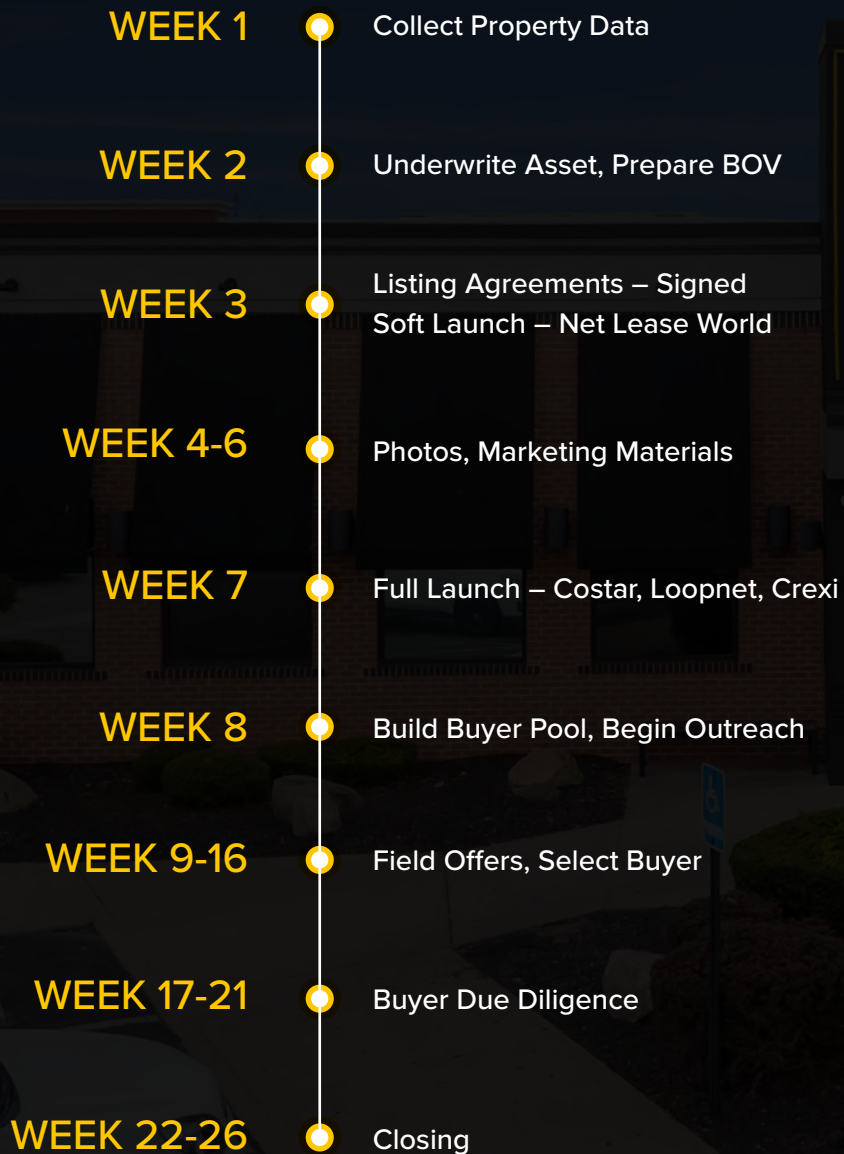 WEEK 1
Collect Property Data
WEEK 2
Underwrite Asset, Prepare BOV
WEEK 3
Listing Agreements – Signed
Soft Launch – Net Lease World
WEEK 4-6
Photos, Marketing Materials
WEEK 7
Full Launch – Costar, Loopnet, Crexi
WEEK 8
Build Buyer Pool, Begin Outreach
WEEK 9-16
Field Offers, Select Buyer
WEEK 17-21
Buyer Due Diligence
WEEK 22-26
Closing